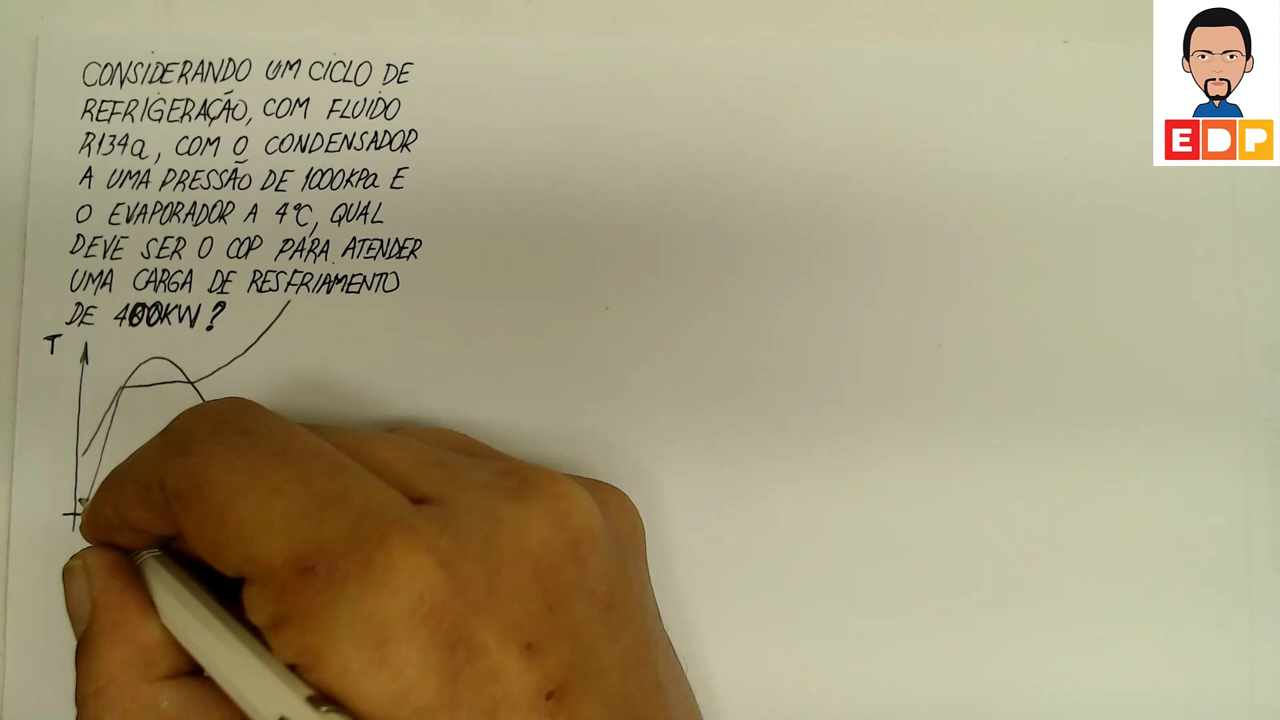 CONSIDERANDO UM CICLO DE
REFRIGERAÇÃO, COM FLUIDO
R134a, COM O CONDENSADOR
A UMA PRESSÃO DE 1000KPa E
O EVAPORADOR A 4°C, QUAL
DEVE SER O COP PARA ATENDER
UMA CARGA DE RESFRIAMENTO
DE 400KW?
T
EDP